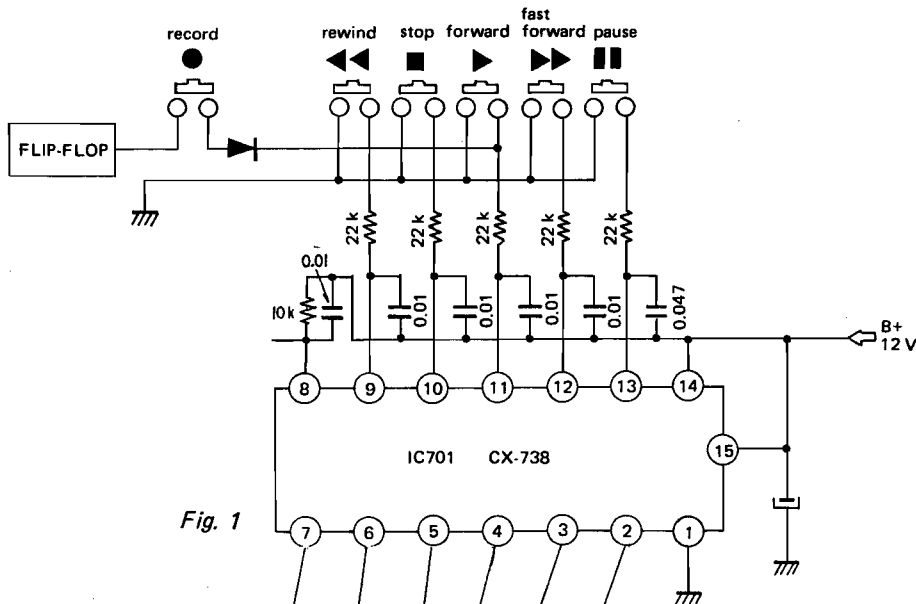 record
rewind
stop
forward
fast
forward
pause
FLIP-FLOP
22 k
22 k
22 k
22 k
22 k
0.01
10k
0.01
0.01
0.01
0.01
0.047
B+
12 V
8
9
10
11
12
13
14
15
IC701 CX-738
Fig. 1
7
6
5
4
3
2
1